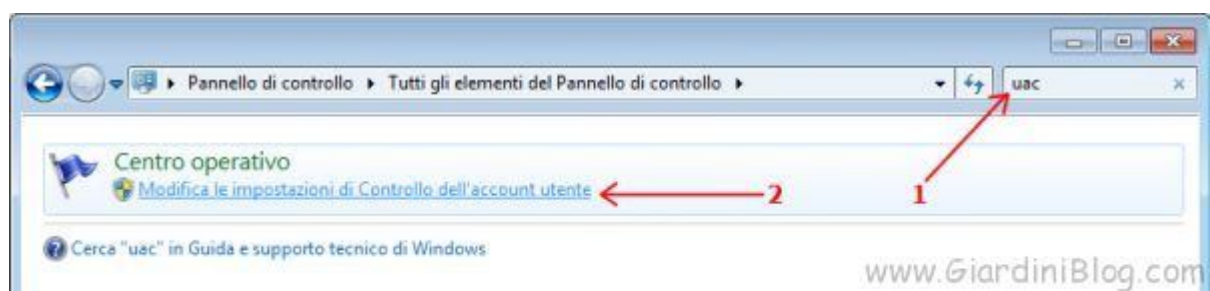 Pannello di controllo Tutti gli elementi del Pannello di controllo uac
Centro operativo
Modifica le impostazioni di Controllo dell'account utente
2
1
Cerca "uac" in Guida e supporto tecnico di Windows
www.GiardiniBlog.com